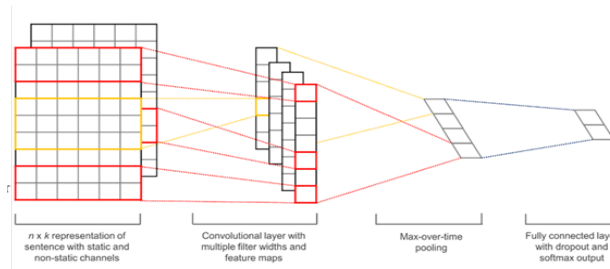 n x k representation of
sentence with static and
non-static channels
Convolutional layer with
multiple filter widths and
feature maps
Max-over-time
pooling
Fully connected laye
with dropout and
softmax output